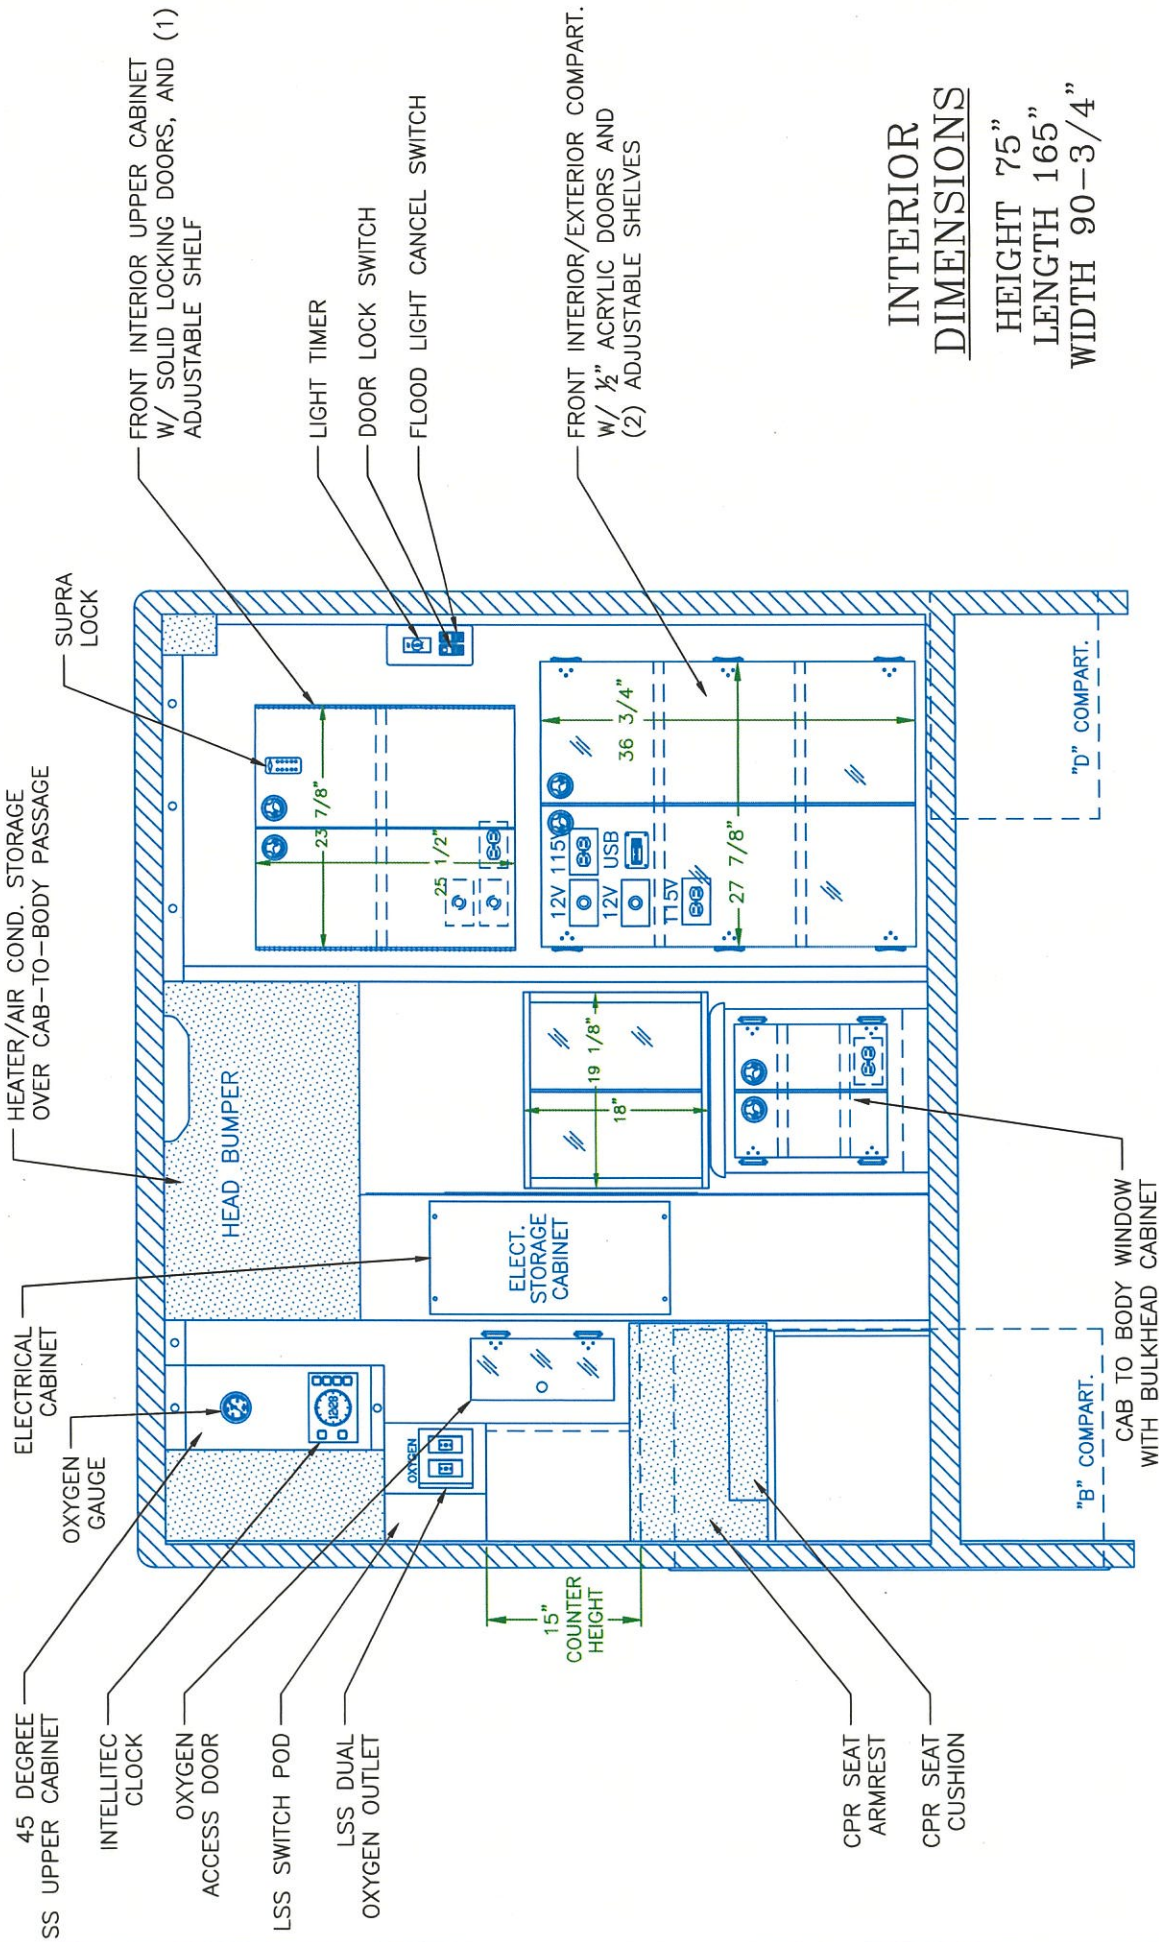 HEATER/AIR COND. STORAGE
OVER CAB-TO-BODY PASSAGE
SUPRA
LOCK
FRONT INTERIOR UPPER CABINET
W/ SOLID LOCKING DOORS, AND (1)
ADJUSTABLE SHELF
LIGHT TIMER
DOOR LOCK SWITCH
FLOOD LIGHT CANCEL SWITCH
FRONT INTERIOR/EXTERIOR COMPART.
W/ ½" ACRYLIC DOORS AND
(2) ADJUSTABLE SHELVES
INTERIOR
DIMENSIONS
HEIGHT 75"
LENGTH 165"
WIDTH 90-3/4"
ELECTRICAL
CABINET
OXYGEN
GAUGE
45 DEGREE
SS UPPER CABINET
INTELLITEC
CLOCK
OXYGEN
ACCESS DOOR
LSS SWITCH POD
LSS DUAL
OXYGEN OUTLET
CPR SEAT
ARMREST
CPR SEAT
CUSHION
15"
COUNTER
HEIGHT
HEAD BUMPER
1228
OXYGEN
ELECT.
STORAGE
CABINET
19 1/8"
18"
23 7/8"
25 1/2"
12V 115V
12V USB
115V
36 3/4"
27 7/8"
"B" COMPART.
"D" COMPART.
CAB TO BODY WINDOW
WITH BULKHEAD CABINET